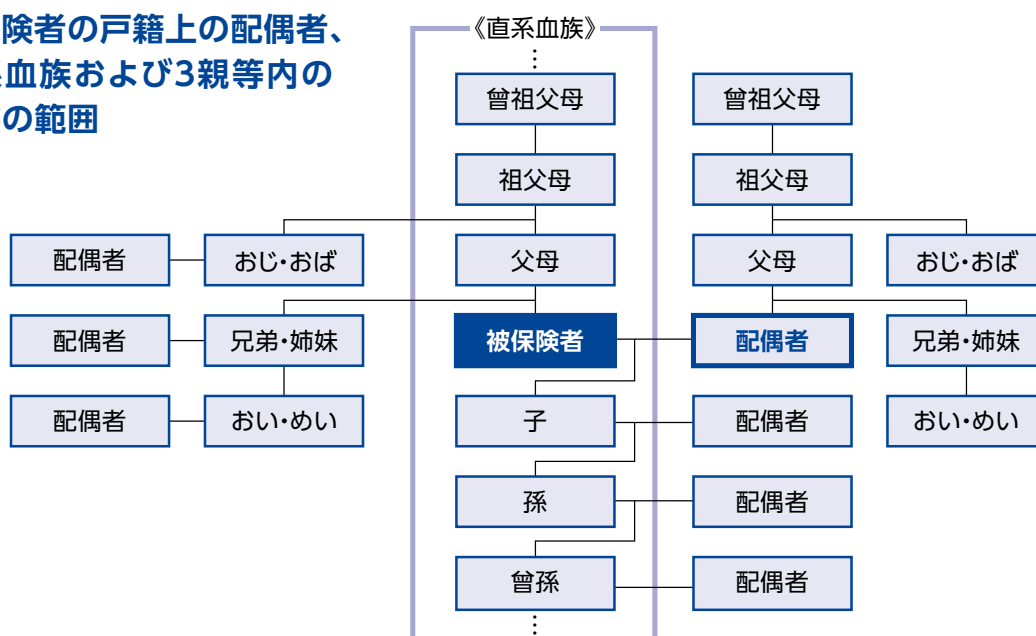 険者の戸籍上の配偶者、
血族および3親等内の
の範囲
《直系血族》
⋮
曾祖父母 曾祖父母
祖父母 祖父母
配偶者 おじ・おば 父母 父母 おじ・おば
配偶者 兄弟・姉妹 被保険者 配偶者 兄弟・姉妹
配偶者 おい・めい 子 配偶者 おい・めい
孫 配偶者
曾孫 配偶者
⋮